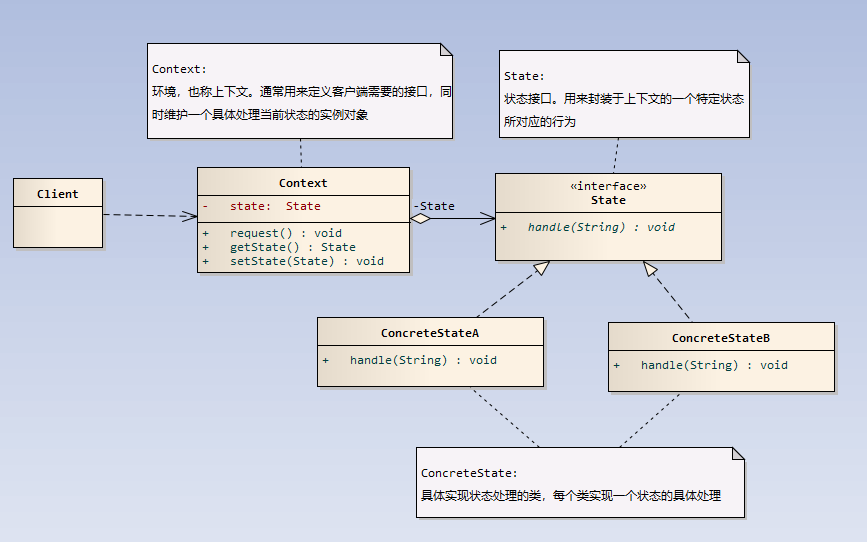 Context:
环境，也称上下文。通常用来定义客户端需要的接口，同
时维护一个具体处理当前状态的实例对象
State:
状态接口。用来封装于上下文的一个特定状态
所对应的行为
Client
Context
- state: State
+ request() : void
+ getState() : State
+ setState(State) : void
-State
«interface»
State
+ handle(String) : void
ConcreteStateA
+ handle(String) : void
ConcreteStateB
+ handle(String) : void
ConcreteState:
具体实现状态处理的类，每个类实现一个状态的具体处理